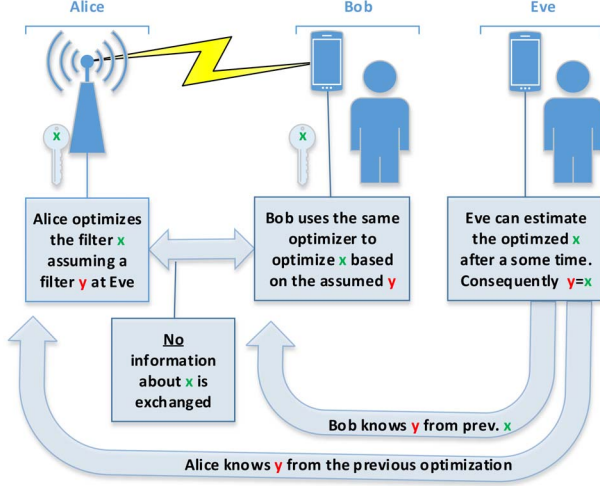 Alice
Bob
Eve
x
x
Alice optimizes
the filter x
assuming a
filter y at Eve
Bob uses the same
optimizer to
optimize x based
on the assumed y
Eve can estimate
the optimzed x
after a some time.
Consequently y=x
No
information
about x is
exchanged
Bob knows y from prev. x
Alice knows y from the previous optimization